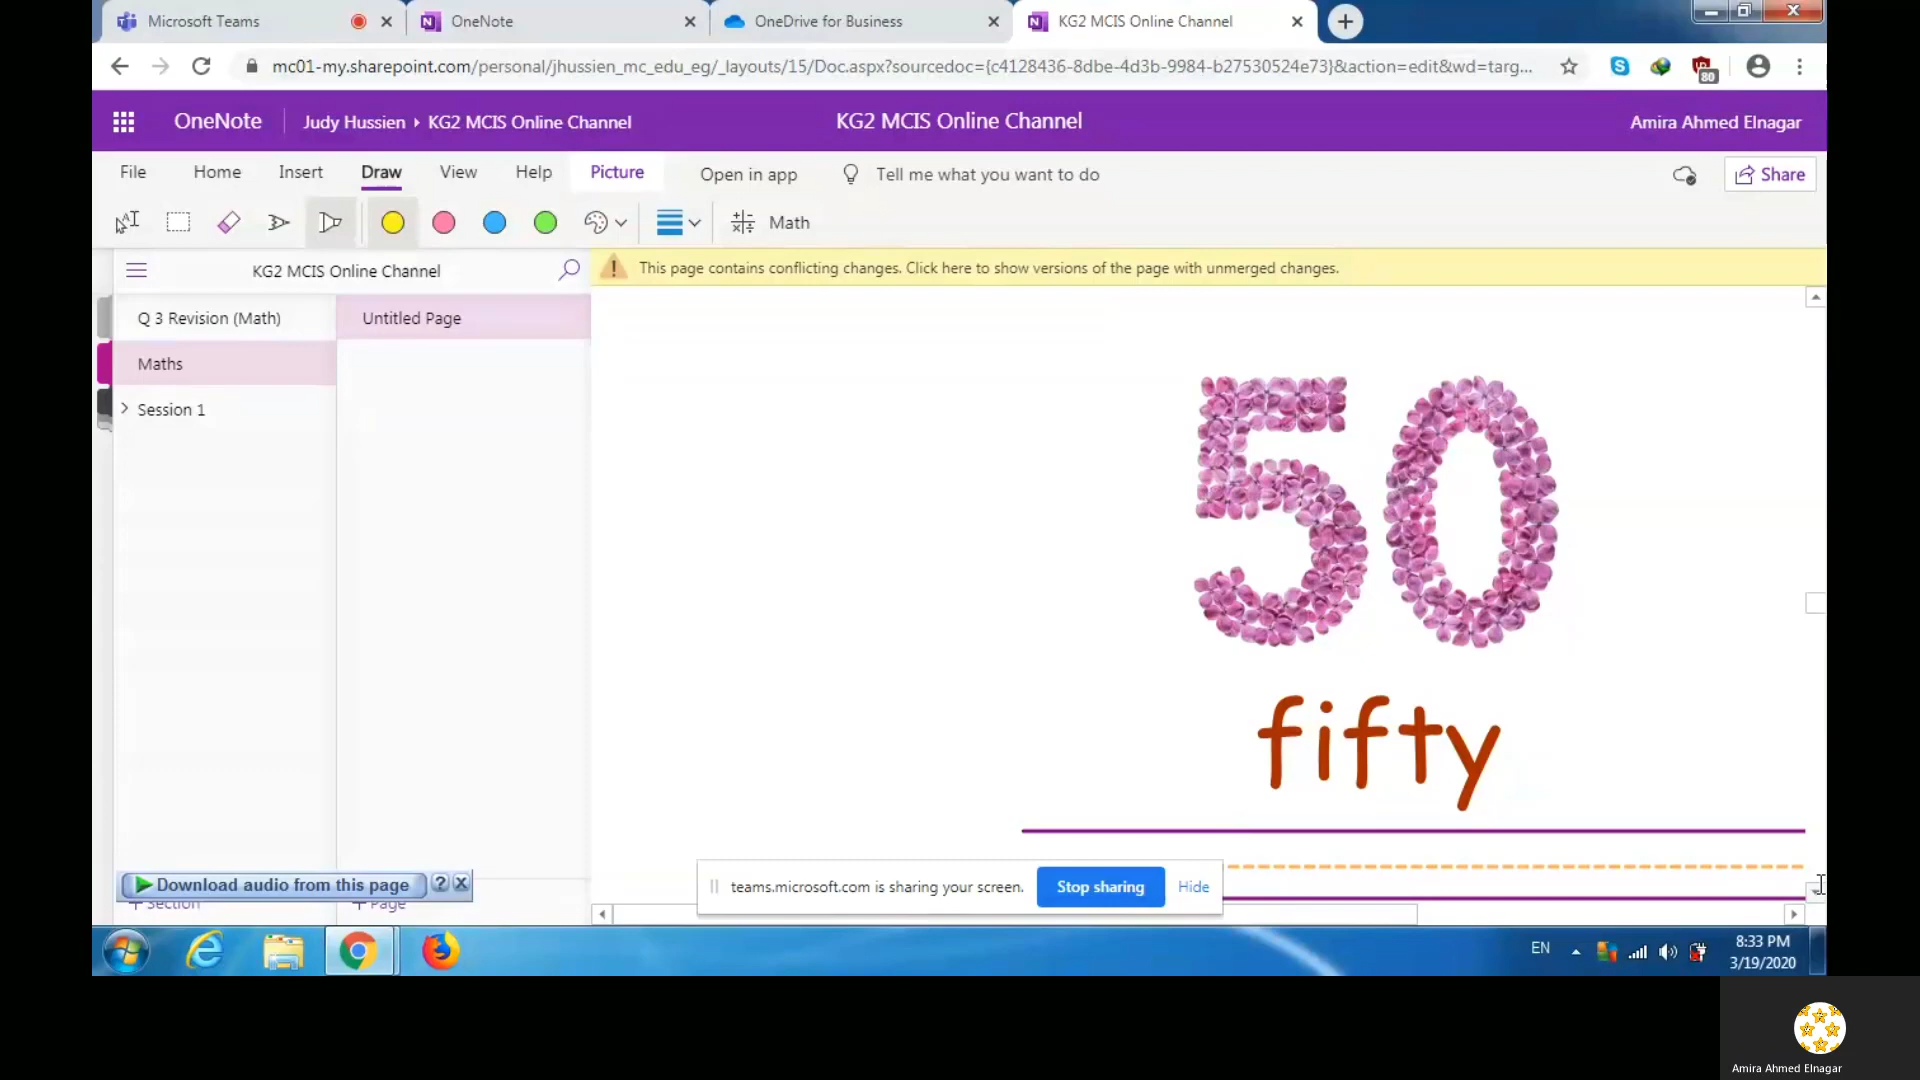 Microsoft Teams
OneNote
OneDrive for Business
KG2 MCIS Online Channel
mc01-my.sharepoint.com/personal/jhussien_mc_edu_eg/_layouts/15/Doc.aspx?sourcedoc={c4128436-8dbe-4d3b-9984-b27530524e73}&action=edit&wd=targ...
80
OneNote
Judy Hussien ▸ KG2 MCIS Online Channel
KG2 MCIS Online Channel
Amira Ahmed Elnagar
File Home Insert Draw View Help Picture Open in app Tell me what you want to do Share
Math
KG2 MCIS Online Channel
This page contains conflicting changes. Click here to show versions of the page with unmerged changes.
Q 3 Revision (Math)
Untitled Page
Maths
Session 1
50
fifty
Download audio from this page ? X
+ Section
+ Page
teams.microsoft.com is sharing your screen. Stop sharing Hide
EN
8:33 PM
3/19/2020
Amira Ahmed Elnagar